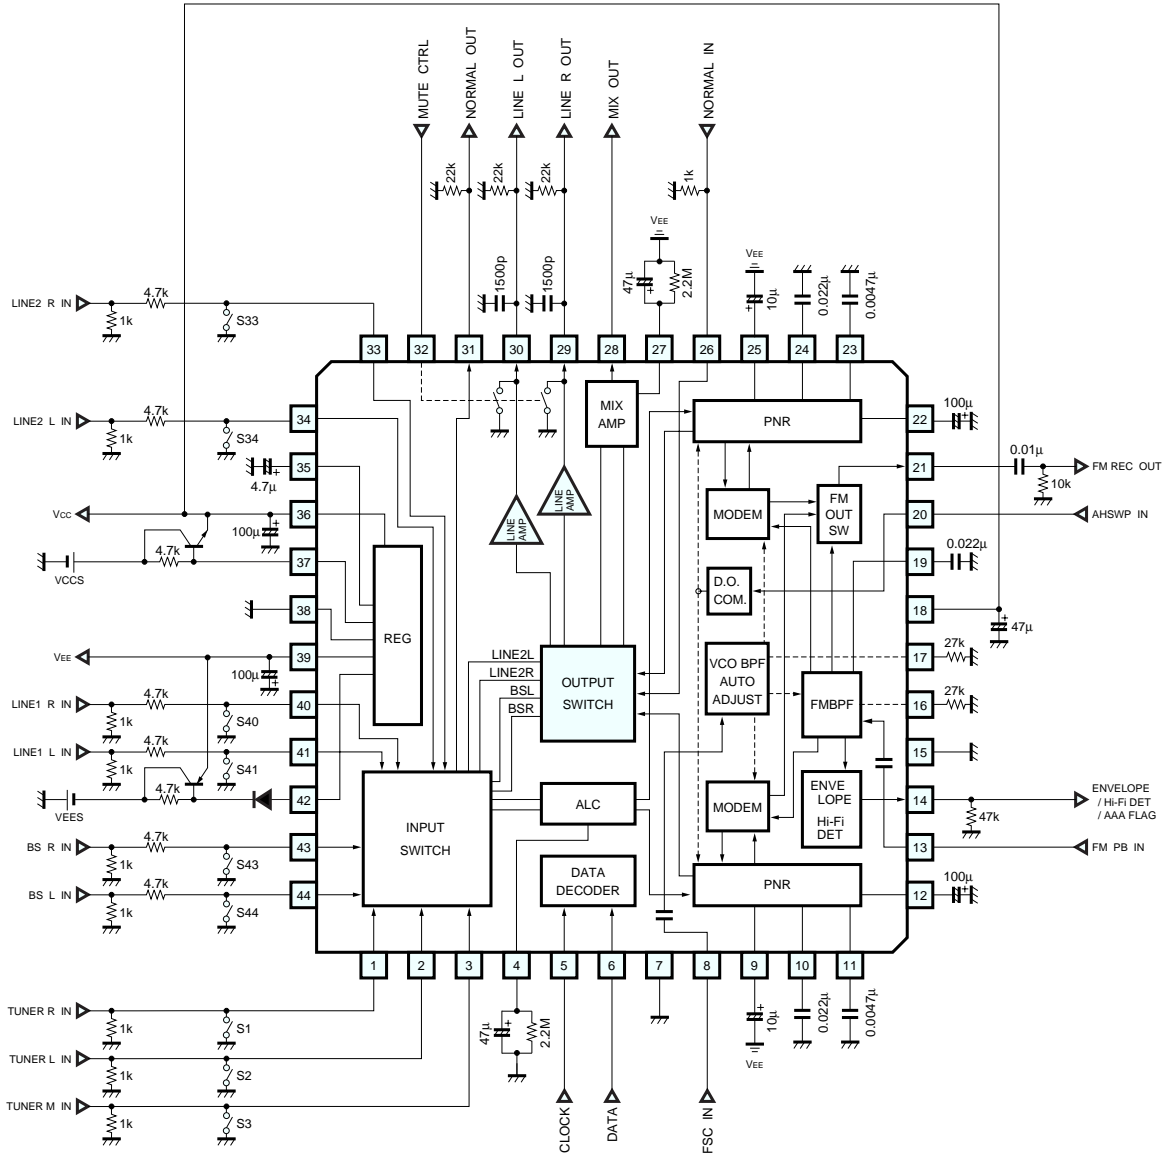 MUTE CTRL
NORMAL OUT
LINE L OUT
LINE R OUT
MIX OUT
NORMAL IN
22k
22k
22k
1k
VEE
VEE
1500p
1500p
47μ
2.2M
10μ
0.022μ
0.0047μ
LINE2 R IN
4.7k
1k
S33
33
32
31
30
29
28
27
26
25
24
23
LINE2 L IN
4.7k
1k
S34
34
MIX
AMP
PNR
22
100μ
35
4.7μ
LINE
AMP
LINE
AMP
MODEM
FM
OUT
SW
21
0.01μ
10k
FM REC OUT
VCC
100μ
36
20
AHSWP IN
VCCS
4.7k
37
19
0.022μ
D.O.
COM.
38
REG
18
47μ
VEE
100μ
39
LINE2L
LINE2R
BSL
BSR
OUTPUT
SWITCH
VCO BPF
AUTO
ADJUST
FMBPF
17
27k
LINE1 R IN
4.7k
1k
S40
40
16
27k
LINE1 L IN
4.7k
1k
S41
41
15
VEES
4.7k
42
INPUT
SWITCH
ALC
MODEM
ENVE
LOPE
Hi-Fi
DET
14
47k
ENVELOPE
/ Hi-Fi DET
/ AAA FLAG
BS R IN
4.7k
1k
S43
43
13
FM PB IN
BS L IN
4.7k
1k
S44
44
DATA
DECODER
PNR
12
100μ
1
2
3
4
5
6
7
8
9
10
11
TUNER R IN
1k
S1
47μ
2.2M
10μ
0.022μ
0.0047μ
VEE
TUNER L IN
1k
S2
TUNER M IN
1k
S3
CLOCK
DATA
FSC IN